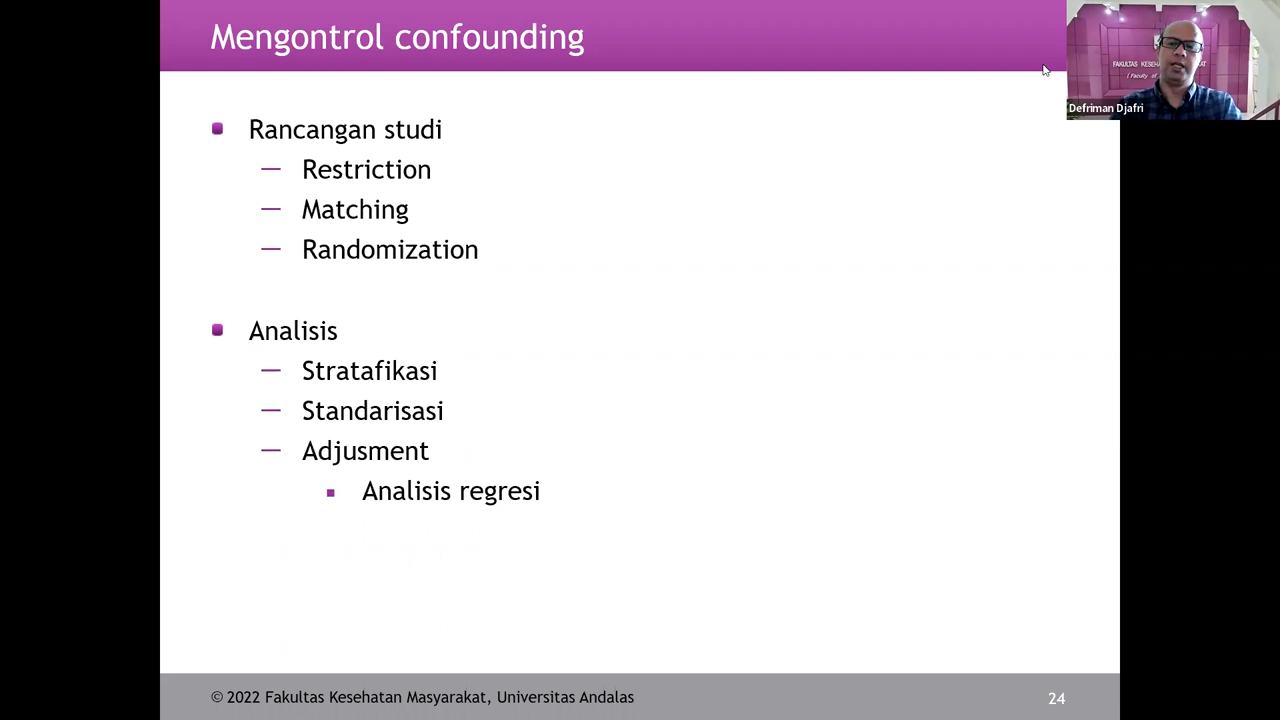 Mengontrol confounding
Rancangan studi
— Restriction
— Matching
— Randomization
Analisis
— Stratafikasi
— Standarisasi
— Adjusment
Analisis regresi
© 2022 Fakultas Kesehatan Masyarakat, Universitas Andalas
24
Defriman Djafri